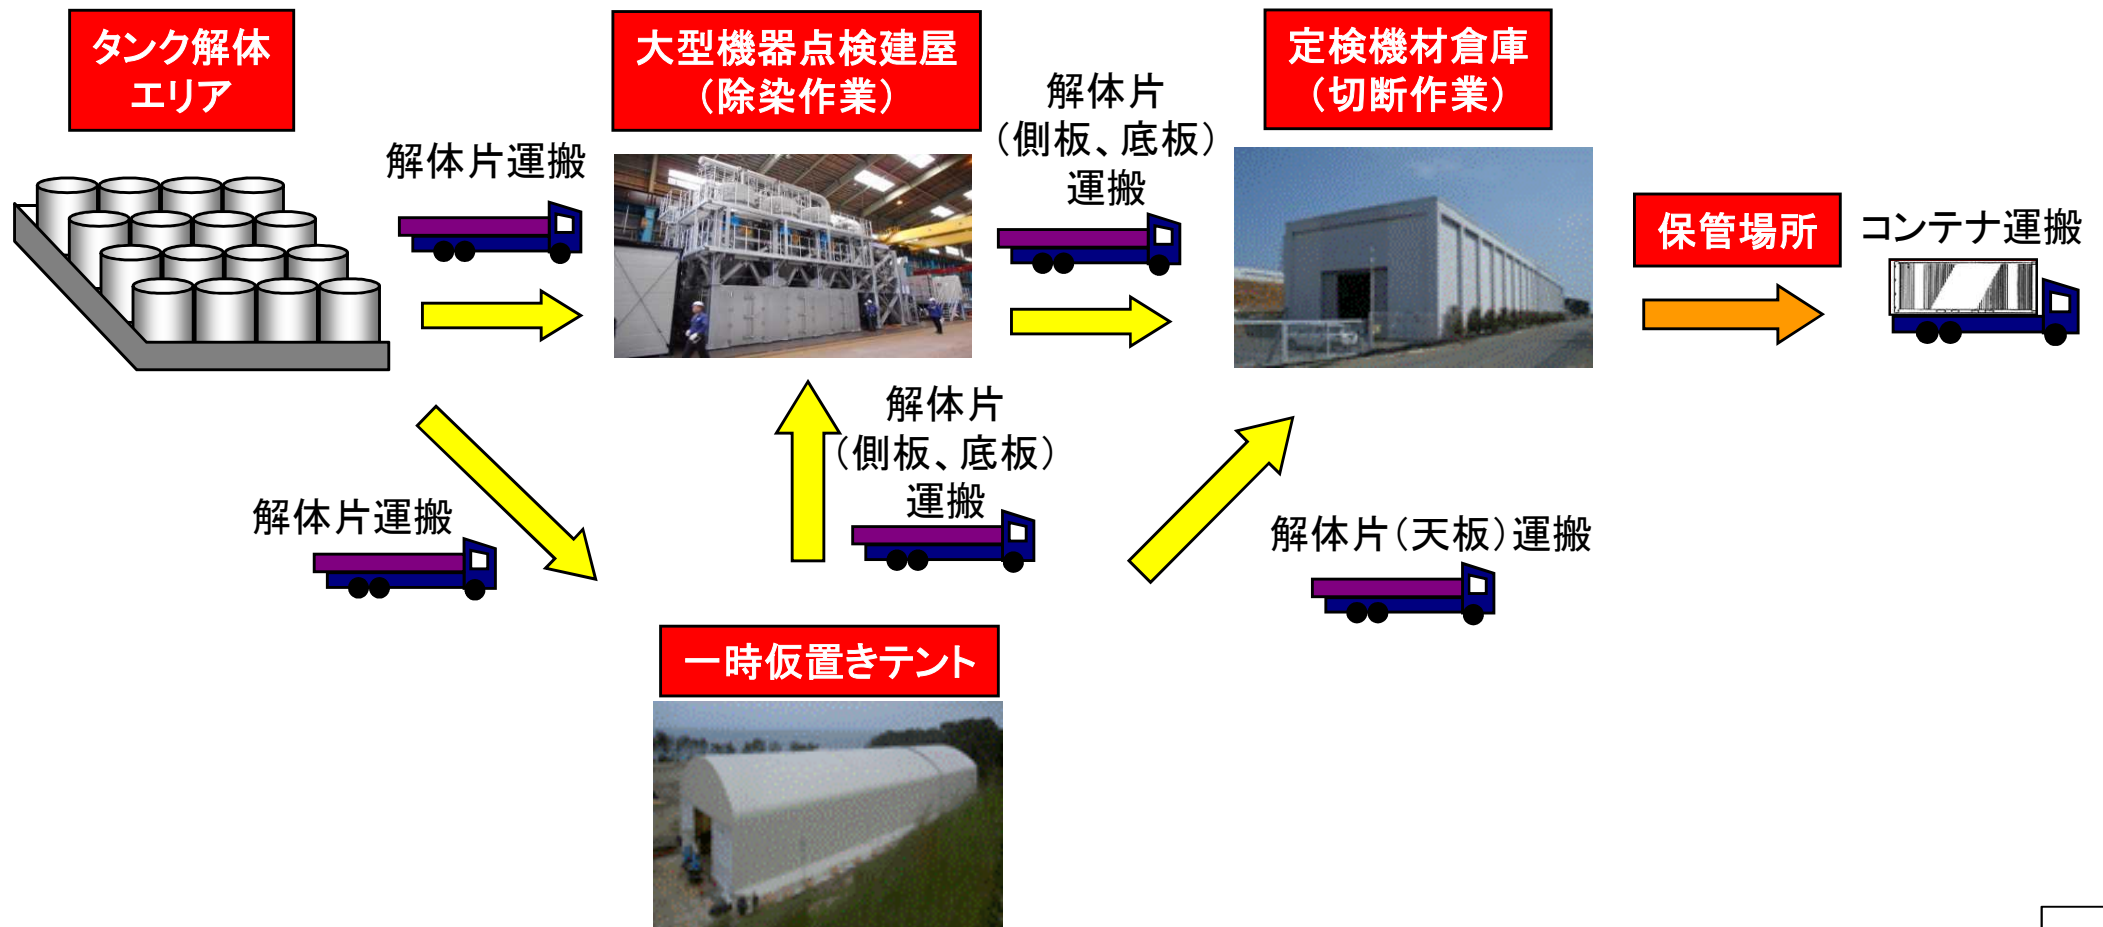 タンク解体
エリア
解体片運搬
大型機器点検建屋
（除染作業）
解体片
（側板、底板）
運搬
定検機材倉庫
（切断作業）
保管場所
コンテナ運搬
解体片運搬
解体片
（側板、底板）
運搬
解体片（天板）運搬
一時仮置きテント